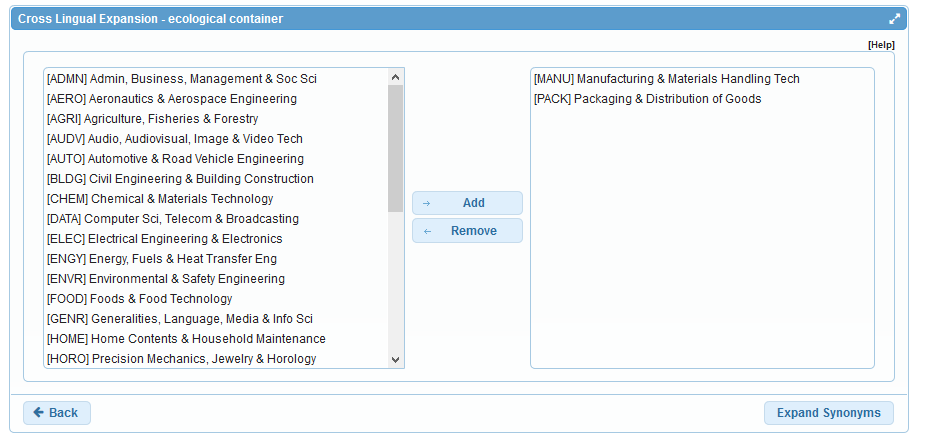 Cross Lingual Expansion - ecological container
[Help]
[ADMN] Admin, Business, Management & Soc Sci
[AERO] Aeronautics & Aerospace Engineering
[AGRI] Agriculture, Fisheries & Forestry
[AUDV] Audio, Audiovisual, Image & Video Tech
[AUTO] Automotive & Road Vehicle Engineering
[BLDG] Civil Engineering & Building Construction
[CHEM] Chemical & Materials Technology
[DATA] Computer Sci, Telecom & Broadcasting
[ELEC] Electrical Engineering & Electronics
[ENGY] Energy, Fuels & Heat Transfer Eng
[ENVR] Environmental & Safety Engineering
[FOOD] Foods & Food Technology
[GENR] Generalities, Language, Media & Info Sci
[HOME] Home Contents & Household Maintenance
[HORO] Precision Mechanics, Jewelry & Horology
→ Add
← Remove
[MANU] Manufacturing & Materials Handling Tech
[PACK] Packaging & Distribution of Goods
Back
Expand Synonyms